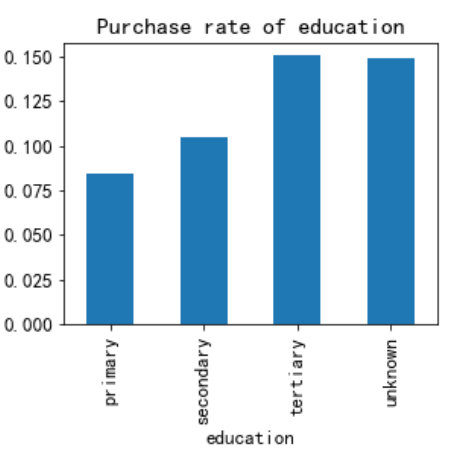 Purchase rate of education
0.150
0.125
0.100
0.075
0.050
0.025
0.000
primary
secondary
tertiary
unknown
education